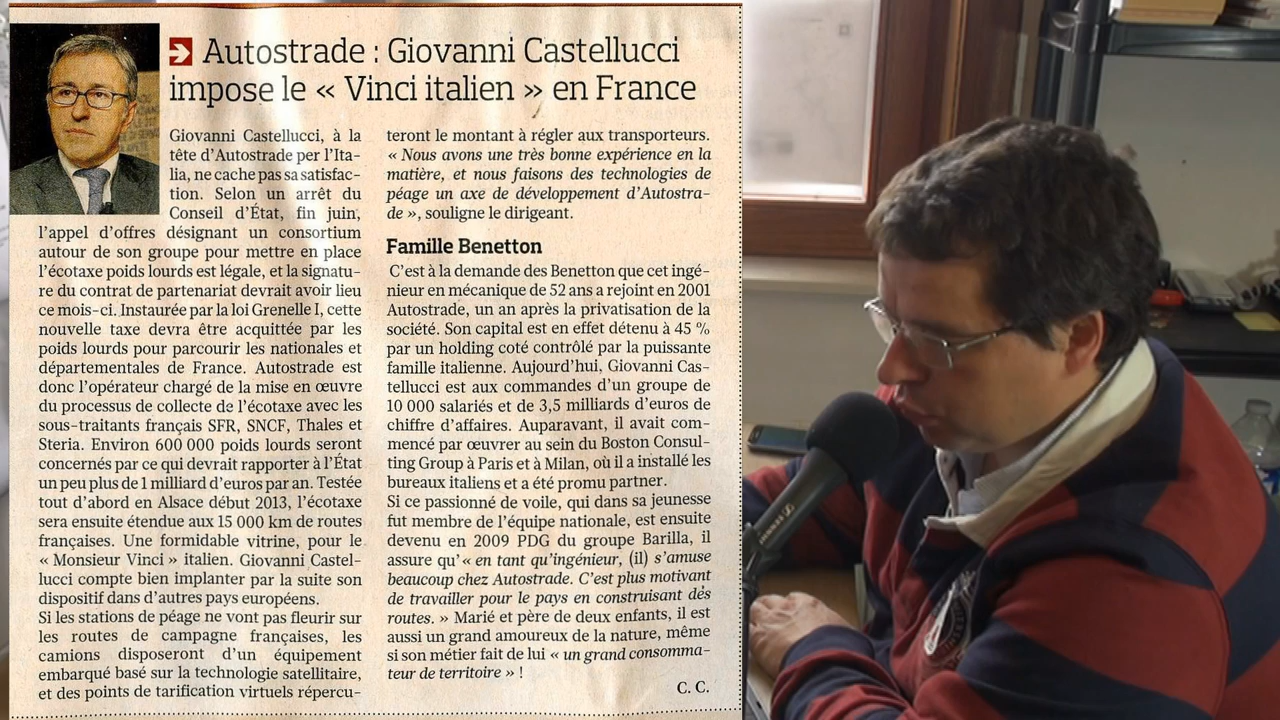 Autostrade : Giovanni Castellucci
impose le « Vinci italien » en France
Giovanni Castellucci, à la
tête d'Autostrade per l'Ita-
lia, ne cache pas sa satisfac-
tion. Selon un arrêt du
Conseil d'État, fin juin,
l'appel d'offres désignant un consortium
autour de son groupe pour mettre en place
l'écotaxe poids lourds est légale, et la signatu-
re du contrat de partenariat devrait avoir lieu
ce mois-ci. Instaurée par la loi Grenelle I, cette
nouvelle taxe devra être acquittée par les
poids lourds pour parcourir les nationales et
départementales de France. Autostrade est
donc l'opérateur chargé de la mise en œuvre
du processus de collecte de l'écotaxe avec les
sous-traitants français SFR, SNCF, Thales et
Steria. Environ 600 000 poids lourds seront
concernés par ce qui devrait rapporter à l'État
un peu plus de 1 milliard d'euros par an. Testée
tout d'abord en Alsace début 2013, l'écotaxe
sera ensuite étendue aux 15 000 km de routes
françaises. Une formidable vitrine, pour le
« Monsieur Vinci » italien. Giovanni Castel-
lucci compte bien implanter par la suite son
dispositif dans d'autres pays européens.
Si les stations de péage ne vont pas fleurir sur
les routes de campagne françaises, les
camions disposeront d'un équipement
embarqué basé sur la technologie satellitaire,
et des points de tarification virtuels répercu-
teront le montant à régler aux transporteurs.
« Nous avons une très bonne expérience en la
matière, et nous faisons des technologies de
péage un axe de développement d'Autostra-
de », souligne le dirigeant.
Famille Benetton
C'est à la demande des Benetton que cet ingé-
nieur en mécanique de 52 ans a rejoint en 2001
Autostrade, un an après la privatisation de la
société. Son capital est en effet détenu à 45 %
par un holding coté contrôlé par la puissante
famille italienne. Aujourd'hui, Giovanni Cas-
tellucci est aux commandes d'un groupe de
10 000 salariés et de 3,5 milliards d'euros de
chiffre d'affaires. Auparavant, il avait com-
mencé par œuvrer au sein du Boston Consul-
ting Group à Paris et à Milan, où il a installé les
bureaux italiens et a été promu partner.
Si ce passionné de voile, qui dans sa jeunesse
fut membre de l'équipe nationale, est ensuite
devenu en 2009 PDG du groupe Barilla, il
assure qu'« en tant qu'ingénieur, (il) s'amuse
beaucoup chez Autostrade. C'est plus motivant
de travailler pour le pays en construisant des
routes. » Marié et père de deux enfants, il est
aussi un grand amoureux de la nature, même
si son métier fait de lui « un grand consomma-
teur de territoire » !
C. C.
SENNHEISER